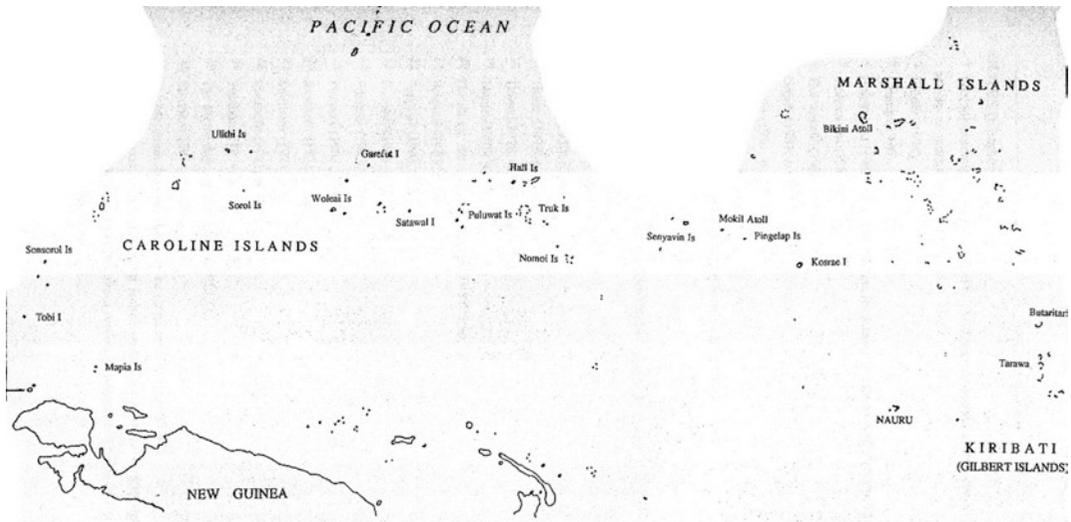 PACIFIC OCEAN
MARSHALL ISLANDS
Bikini Atoll
Ulithi Is
Gaeefut I
Hall Is
Sorol Is
Woleai Is
Satawal I
Puluwat Is
Truk Is
Mokil Atoll
Senyavin Is
Pingelap Is
CAROLINE ISLANDS
Sonsorol Is
Nomoi Is
Kosrae I
Tobi I
Butaritari
Mapia Is
Tarawa
NAURU
KIRIBATI
(GILBERT ISLANDS)
NEW GUINEA